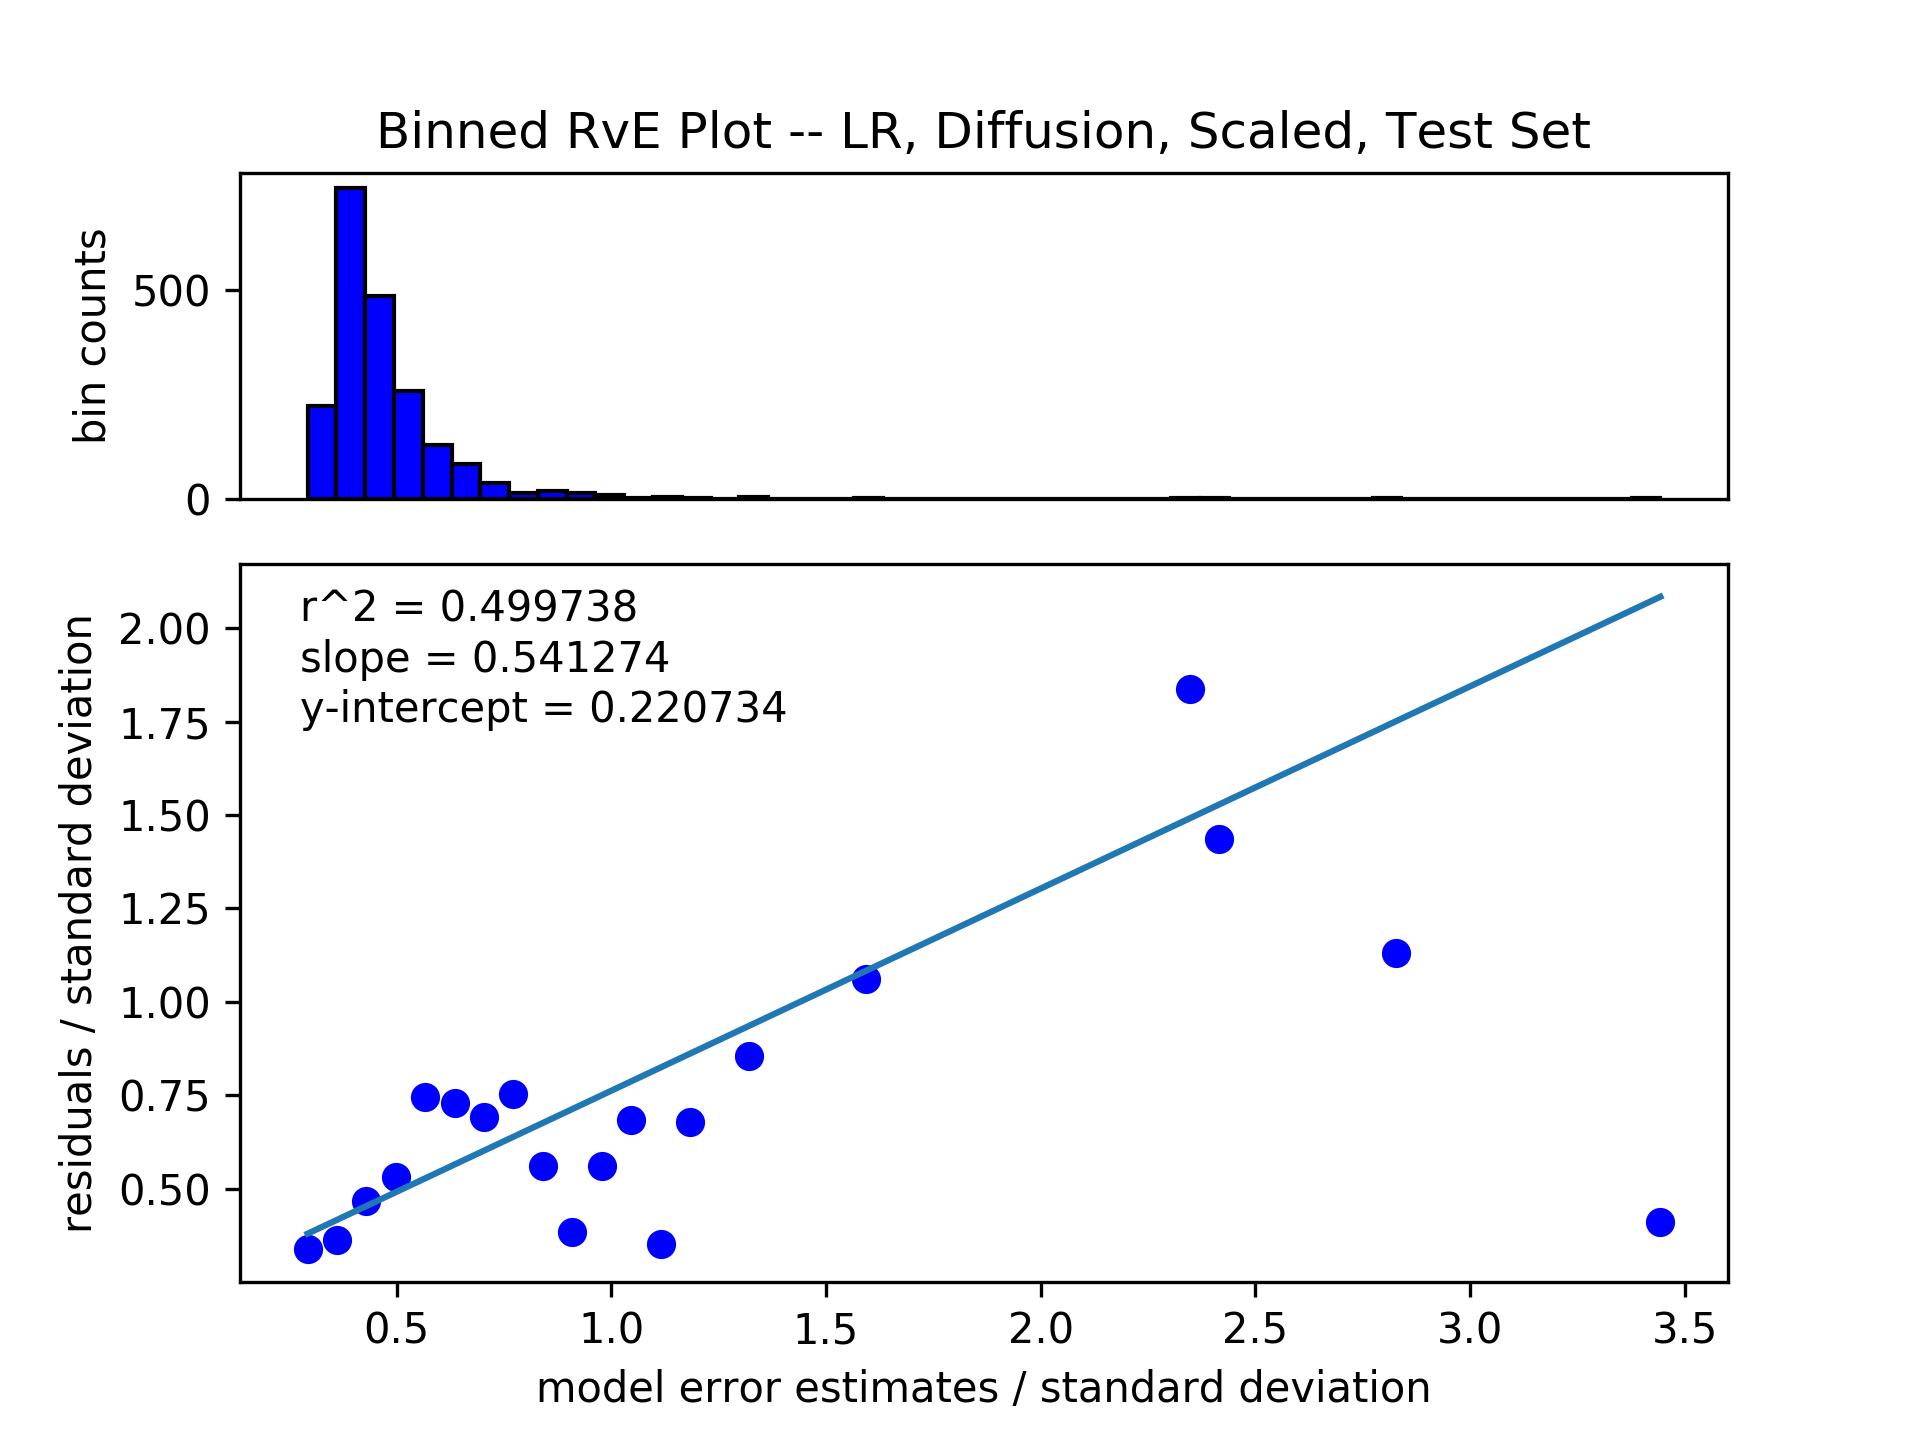 Binned RvE Plot -- LR, Diffusion, Scaled, Test Set
bin counts
500
0
r^2 = 0.499738
slope = 0.541274
y-intercept = 0.220734
residuals / standard deviation
2.00
1.75
1.50
1.25
1.00
0.75
0.50
0.5 1.0 1.5 2.0 2.5 3.0 3.5
model error estimates / standard deviation